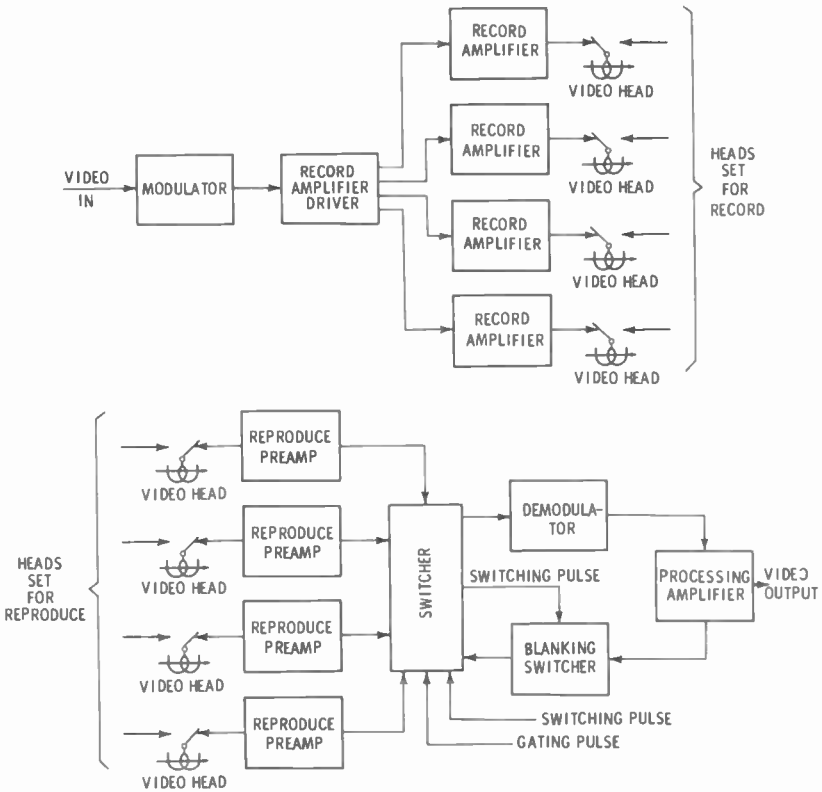 RECORD
AMPLIFIER
VIDEO HEAD
RECORD
AMPLIFIER
VIDEO HEAD
HEADS
SET
FOR
RECORD
VIDEO
IN
MODULATOR
RECORD
AMPLIFIER
DRIVER
RECORD
AMPLIFIER
VIDEO HEAD
RECORD
AMPLIFIER
VIDEO HEAD
HEADS
SET
FOR
REPRODUCE
REPRODUCE
PREAMP
VIDEO HEAD
REPRODUCE
PREAMP
VIDEO HEAD
REPRODUCE
PREAMP
VIDEO HEAD
REPRODUCE
PREAMP
VIDEO HEAD
SWITCHER
DEMODULA-
TOR
SWITCHING PULSE
PROCESSING
AMPLIFIER
VIDEO
OUTPUT
BLANKING
SWITCHER
SWITCHING PULSE
GATING PULSE